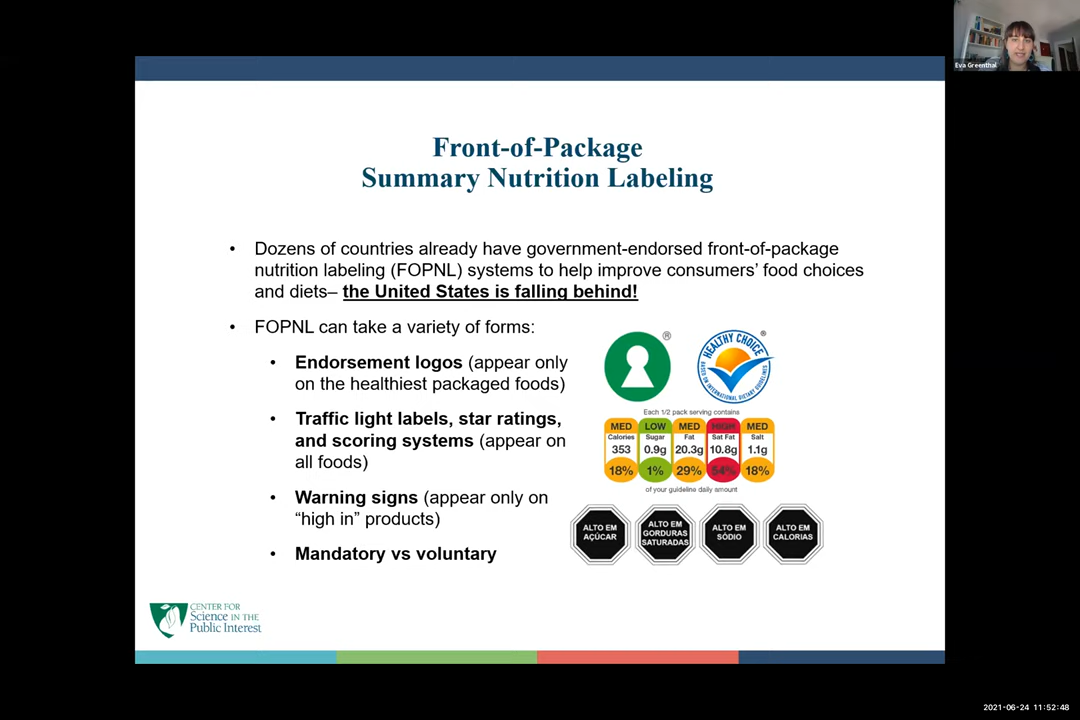 Eva Greenthal
Front-of-Package
Summary Nutrition Labeling
• Dozens of countries already have government-endorsed front-of-package
nutrition labeling (FOPNL) systems to help improve consumers’ food choices
and diets– the United States is falling behind!
• FOPNL can take a variety of forms:
• Endorsement logos (appear only
on the healthiest packaged foods)
• Traffic light labels, star ratings,
and scoring systems (appear on
all foods)
• Warning signs (appear only on
“high in” products)
• Mandatory vs voluntary
®
HEALTHY CHOICE ®
BASED ON INTERNATIONAL DIETARY GUIDELINES
Each 1/2 pack serving contains
MED LOW MED HIGH MED
Calories Sugar Fat Sat Fat Salt
353 0.9g 20.3g 10.8g 1.1g
18% 1% 29% 54% 18%
of your guideline daily amount
ALTO EM
AÇÚCAR
ALTO EM
GORDURAS
SATURADAS
ALTO EM
SÓDIO
ALTO EM
CALORIAS
CENTER FOR
Science IN THE
Public Interest
2021-06-24 11:52:48